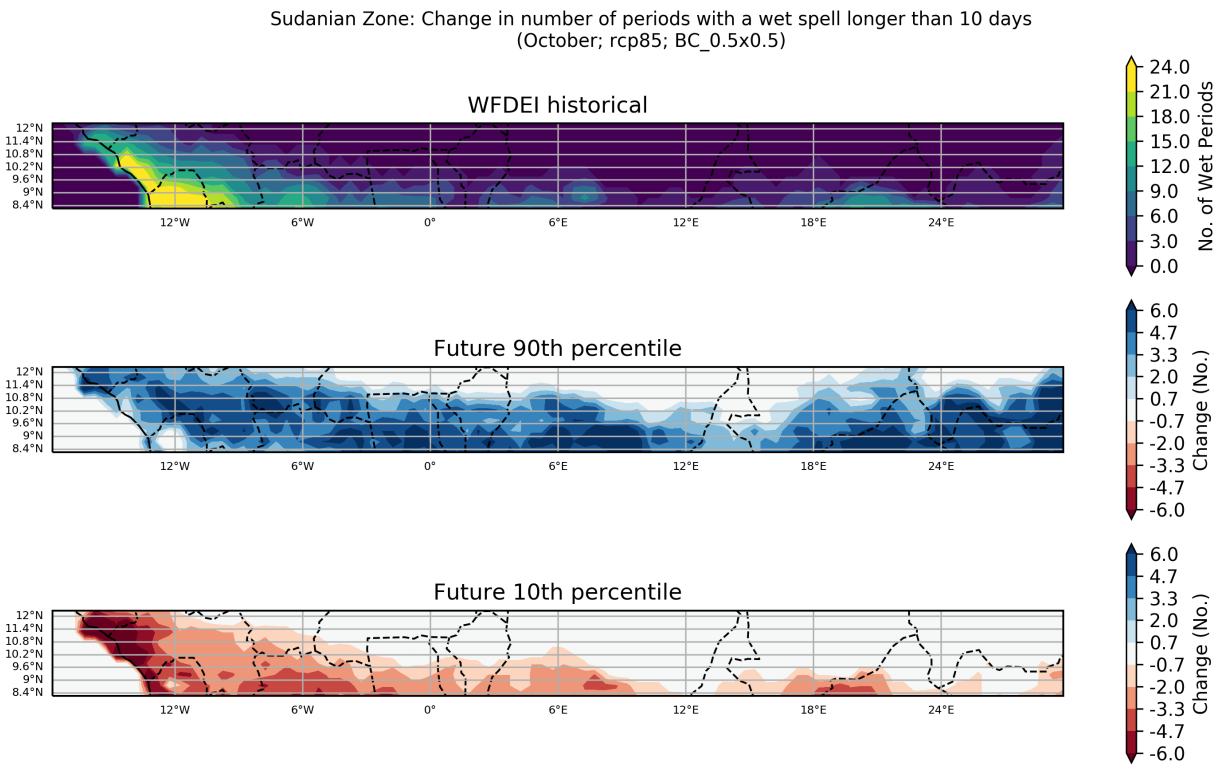 Sudanian Zone: Change in number of periods with a wet spell longer than 10 days
(October; rcp85; BC_0.5x0.5)
WFDEI historical
12°N
11.4°N
10.8°N
10.2°N
9.6°N
9°N
8.4°N
12°W 6°W 0° 6°E 12°E 18°E 24°E
24.0
21.0
18.0
15.0
12.0
9.0
6.0
3.0
0.0
No. of Wet Periods
Future 90th percentile
12°N
11.4°N
10.8°N
10.2°N
9.6°N
9°N
8.4°N
12°W 6°W 0° 6°E 12°E 18°E 24°E
6.0
4.7
3.3
2.0
0.7
-0.7
-2.0
-3.3
-4.7
-6.0
Change (No.)
Future 10th percentile
12°N
11.4°N
10.8°N
10.2°N
9.6°N
9°N
8.4°N
12°W 6°W 0° 6°E 12°E 18°E 24°E
6.0
4.7
3.3
2.0
0.7
-0.7
-2.0
-3.3
-4.7
-6.0
Change (No.)